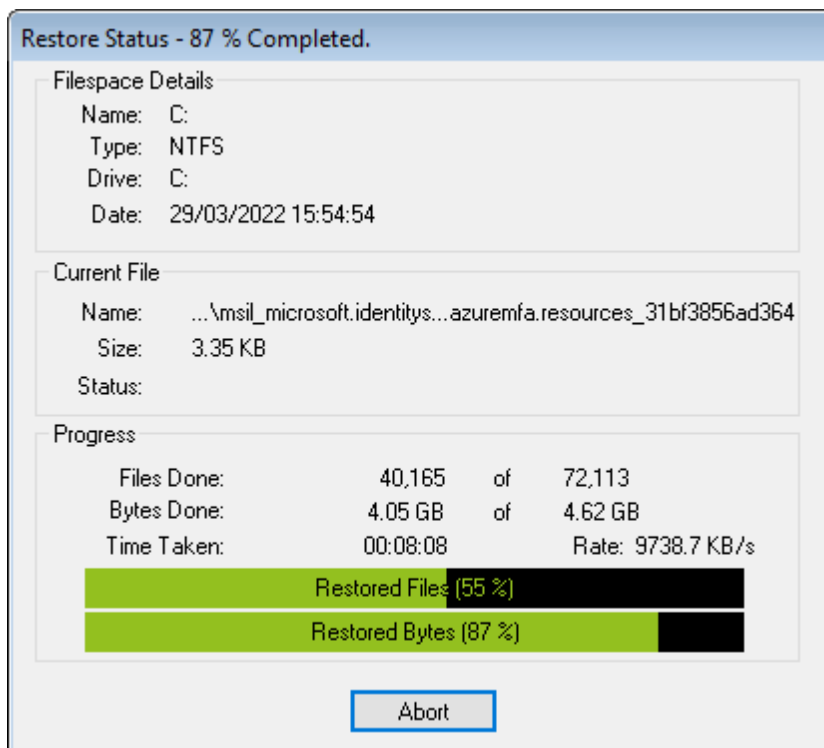 Restore Status - 87 % Completed.
Filespace Details
Name: C:
Type: NTFS
Drive: C:
Date: 29/03/2022 15:54:54
Current File
Name: ...\msil_microsoft.identitys...azuremfa.resources_31bf3856ad364
Size: 3.35 KB
Status:
Progress
Files Done: 40,165 of 72,113
Bytes Done: 4.05 GB of 4.62 GB
Time Taken: 00:08:08 Rate: 9738.7 KB/s
Restored Files (55 %)
Restored Bytes (87 %)
Abort